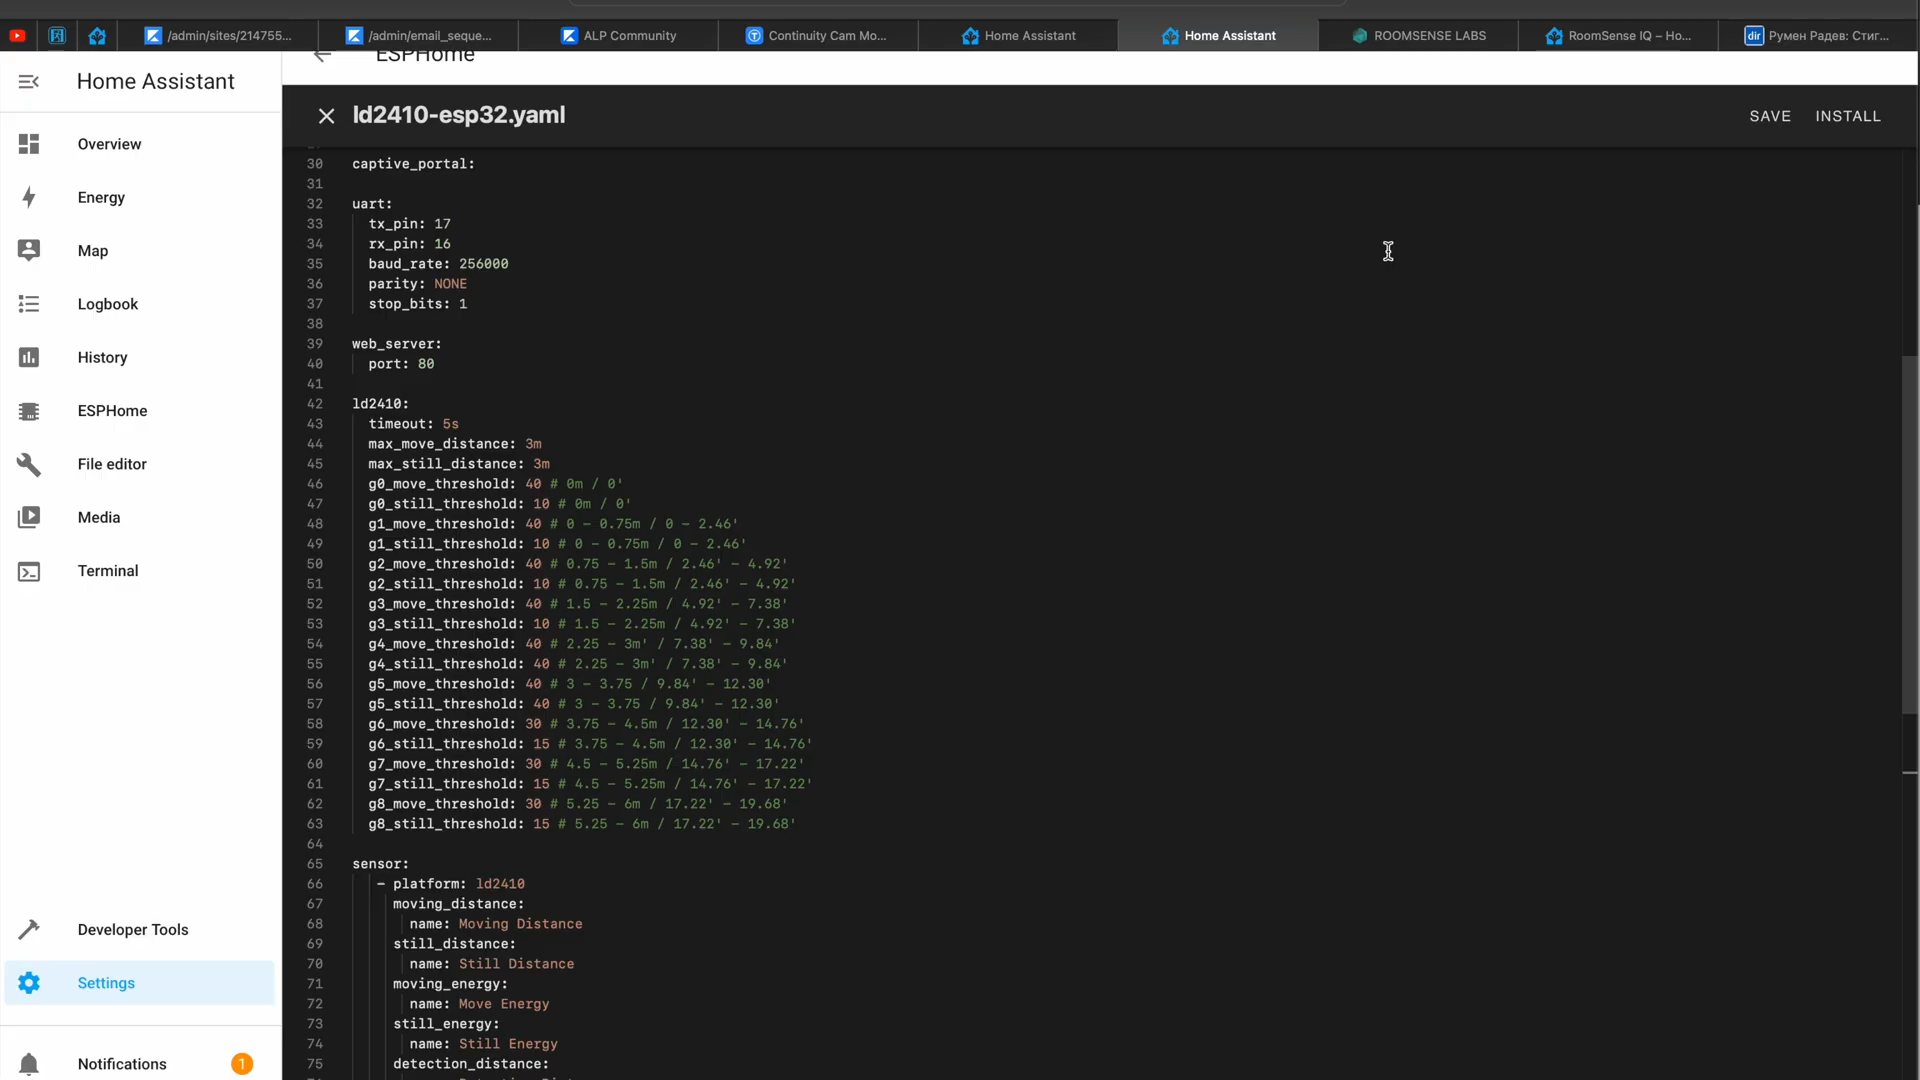 /admin/sites/214755...
/admin/email_seque...
ALP Community
Continuity Cam Mo...
Home Assistant
Home Assistant
ROOMSENSE LABS
RoomSense IQ – Ho...
dir
Румен Радев: Стиг...
Home Assistant
ESPHome
ld2410-esp32.yaml
SAVE
INSTALL
Overview
Energy
Map
Logbook
History
ESPHome
File editor
Media
Terminal
Developer Tools
Settings
Notifications
1
30 captive_portal:
31
32 uart:
33 tx_pin: 17
34 rx_pin: 16
35 baud_rate: 256000
36 parity: NONE
37 stop_bits: 1
38
39 web_server:
40 port: 80
41
42 ld2410:
43 timeout: 5s
44 max_move_distance: 3m
45 max_still_distance: 3m
46 g0_move_threshold: 40 # 0m / 0'
47 g0_still_threshold: 10 # 0m / 0'
48 g1_move_threshold: 40 # 0 – 0.75m / 0 – 2.46'
49 g1_still_threshold: 10 # 0 – 0.75m / 0 – 2.46'
50 g2_move_threshold: 40 # 0.75 – 1.5m / 2.46' – 4.92'
51 g2_still_threshold: 10 # 0.75 – 1.5m / 2.46' – 4.92'
52 g3_move_threshold: 40 # 1.5 – 2.25m / 4.92' – 7.38'
53 g3_still_threshold: 10 # 1.5 – 2.25m / 4.92' – 7.38'
54 g4_move_threshold: 40 # 2.25 – 3m' / 7.38' – 9.84'
55 g4_still_threshold: 40 # 2.25 – 3m' / 7.38' – 9.84'
56 g5_move_threshold: 40 # 3 – 3.75 / 9.84' – 12.30'
57 g5_still_threshold: 40 # 3 – 3.75 / 9.84' – 12.30'
58 g6_move_threshold: 30 # 3.75 – 4.5m / 12.30' – 14.76'
59 g6_still_threshold: 15 # 3.75 – 4.5m / 12.30' – 14.76'
60 g7_move_threshold: 30 # 4.5 – 5.25m / 14.76' – 17.22'
61 g7_still_threshold: 15 # 4.5 – 5.25m / 14.76' – 17.22'
62 g8_move_threshold: 30 # 5.25 – 6m / 17.22' – 19.68'
63 g8_still_threshold: 15 # 5.25 – 6m / 17.22' – 19.68'
64
65 sensor:
66 – platform: ld2410
67 moving_distance:
68 name: Moving Distance
69 still_distance:
70 name: Still Distance
71 moving_energy:
72 name: Move Energy
73 still_energy:
74 name: Still Energy
75 detection_distance: